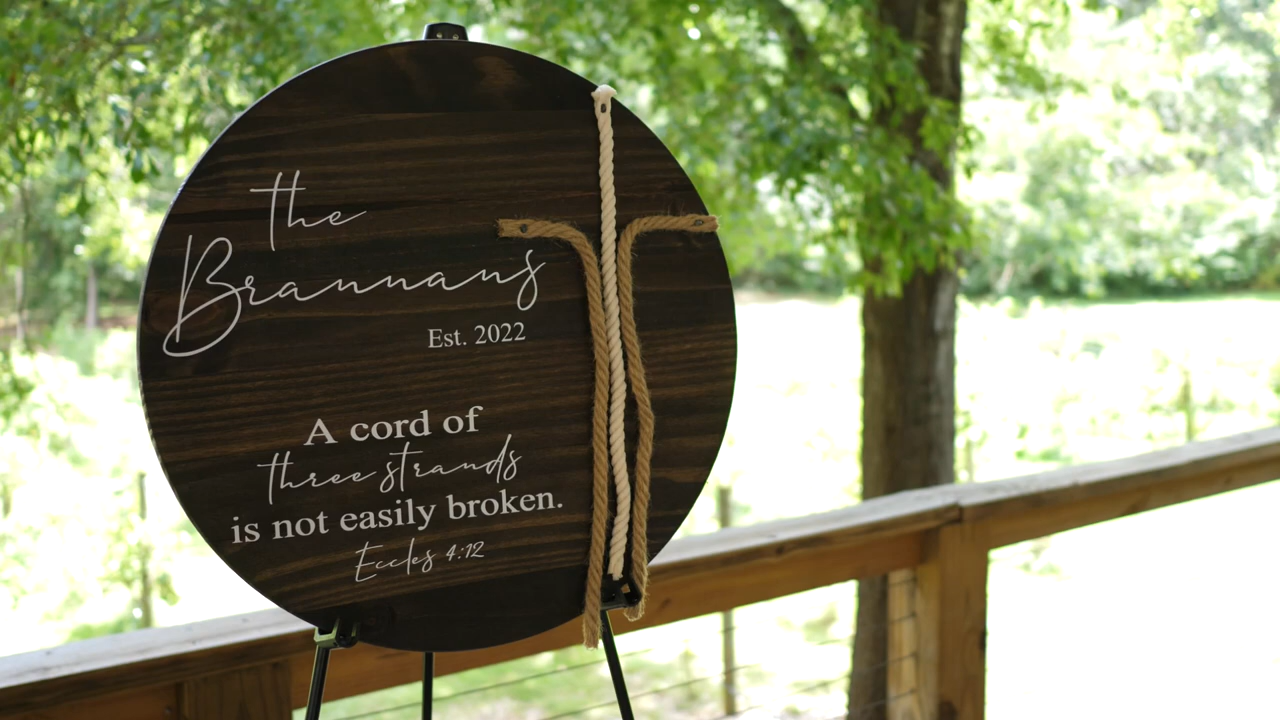 the
Brannans
Est. 2022
A cord of
three strands
is not easily broken.
Eccles 4:12